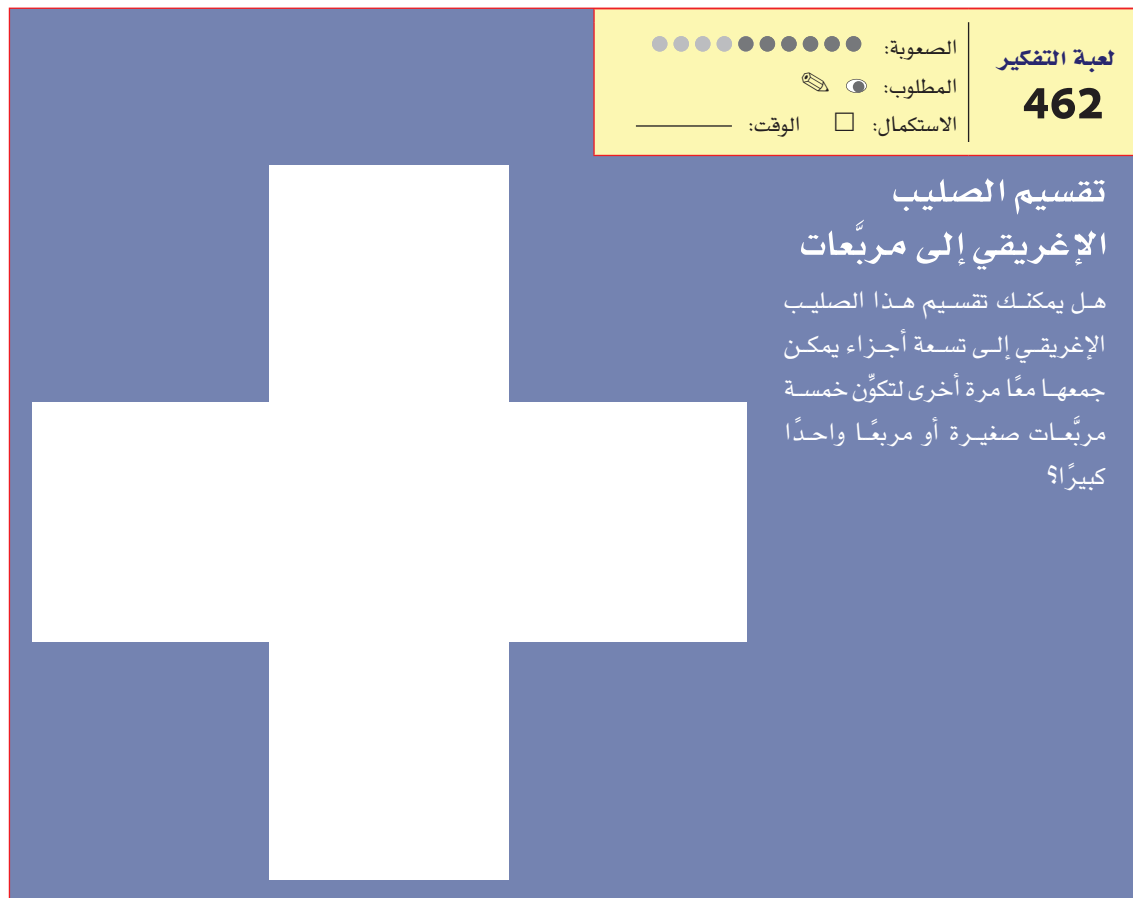 لعبة التفكير
462
الصعوبة:
المطلوب:
الاستكمال: الوقت:
تقسيم الصليب
الإغريقي إلى مربَّعات
هل يمكنك تقسيم هذا الصليب
الإغريقي إلى تسعة أجزاء يمكن
جمعها معًا مرة أخرى لتكوِّن خمسة
مربَّعات صغيرة أو مربعًا واحدًا
كبيرًا؟